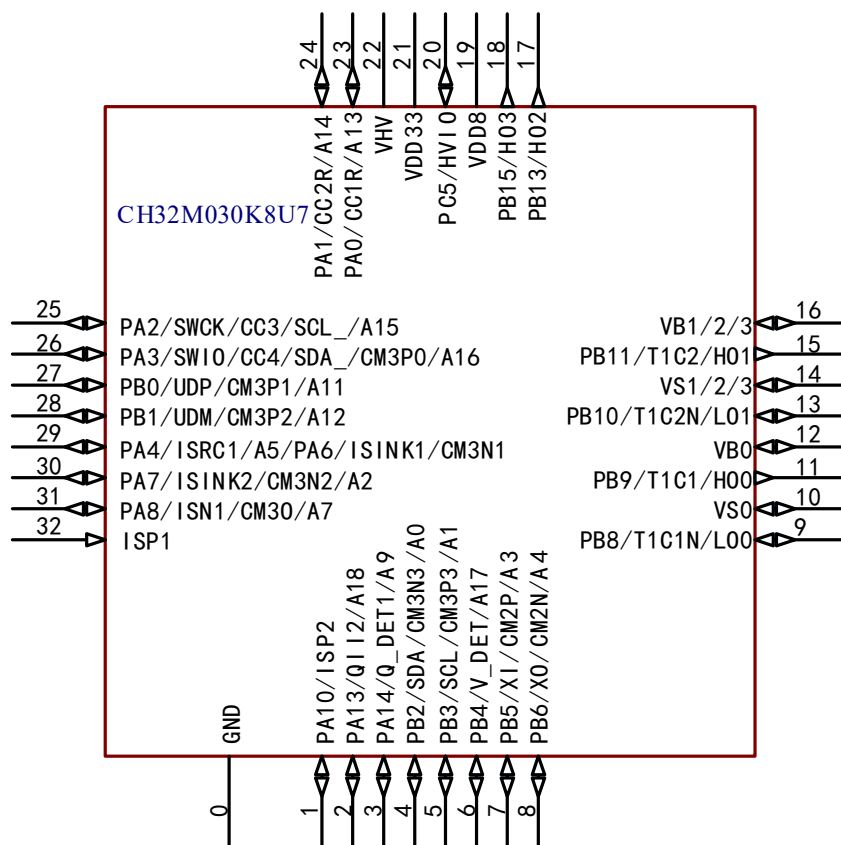 24
23
22
21
20
19
18
17
PA1/CC2R/A14
PA0/CC1R/A13
VHV
VDD33
PC5/HVIO
VDD8
PB15/HO3
PB13/HO2
CH32M030K8U7
25
PA2/SWCK/CC3/SCL_/A15
26
PA3/SWIO/CC4/SDA_/CM3P0/A16
27
PB0/UDP/CM3P1/A11
28
PB1/UDM/CM3P2/A12
29
PA4/ISRC1/A5/PA6/ISINK1/CM3N1
30
PA7/ISINK2/CM3N2/A2
31
PA8/ISN1/CM3O/A7
32
ISP1
VB1/2/3
16
PB11/T1C2/HO1
15
VS1/2/3
14
PB10/T1C2N/LO1
13
VB0
12
PB9/T1C1/HO0
11
VS0
10
PB8/T1C1N/LO0
9
GND
PA10/ISP2
PA13/QII2/A18
PA14/Q_DET1/A9
PB2/SDA/CM3N3/A0
PB3/SCL/CM3P3/A1
PB4/V_DET/A17
PB5/XI/CM2P/A3
PB6/XO/CM2N/A4
0
1
2
3
4
5
6
7
8